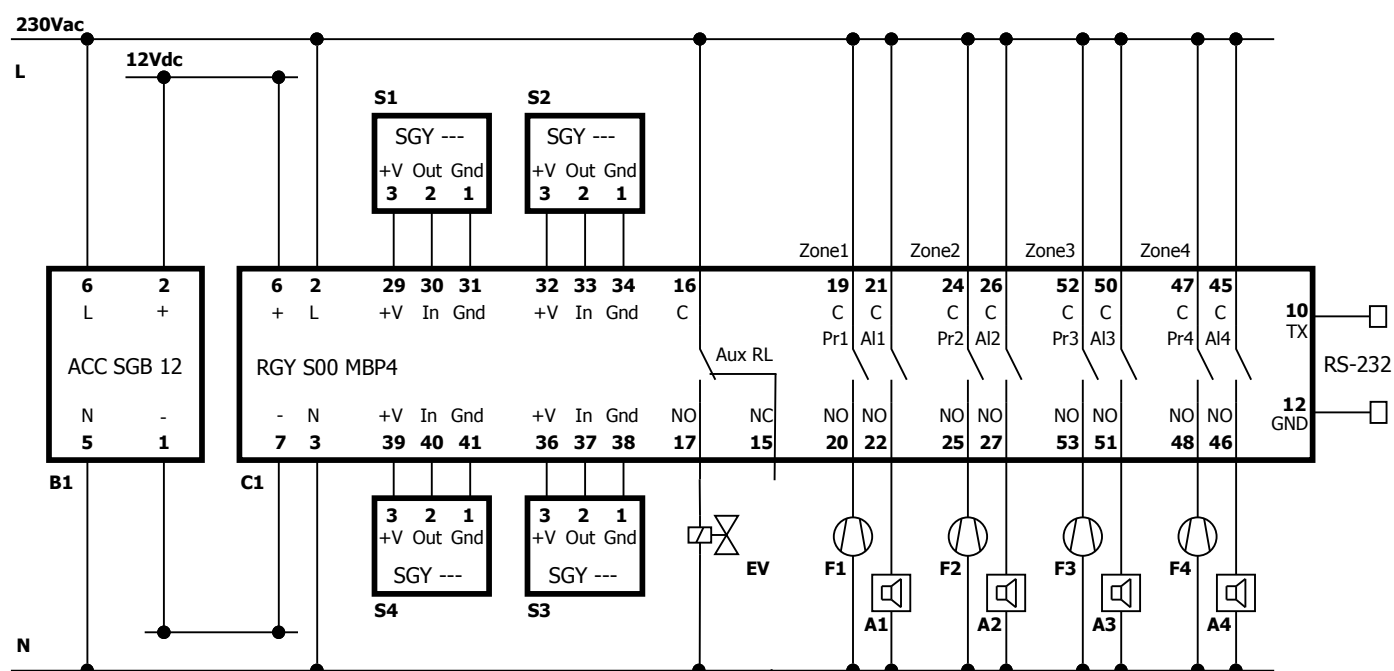 230Vac
L
12Vdc
S1 S2
SGY --- SGY ---
+V Out Gnd +V Out Gnd
3 2 1 3 2 1
Zone1 Zone2 Zone3 Zone4
6 2 6 2 29 30 31 32 33 34 16 19 21 24 26 52 50 47 45
L + + L +V In Gnd +V In Gnd C C C C C C C C C
10
TX
Pr1 Al1 Pr2 Al2 Pr3 Al3 Pr4 Al4
ACC SGB 12 RGY S00 MBP4 Aux RL RS-232
N - - N +V In Gnd +V In Gnd NO NC NO NO NO NO NO NO NO NO
12
GND
5 1 7 3 39 40 41 36 37 38 17 15 20 22 25 27 53 51 48 46
B1 C1
3 2 1 3 2 1
+V Out Gnd +V Out Gnd
SGY --- SGY ---
EV F1 F2 F3 F4
S4 S3
A1 A2 A3 A4
N